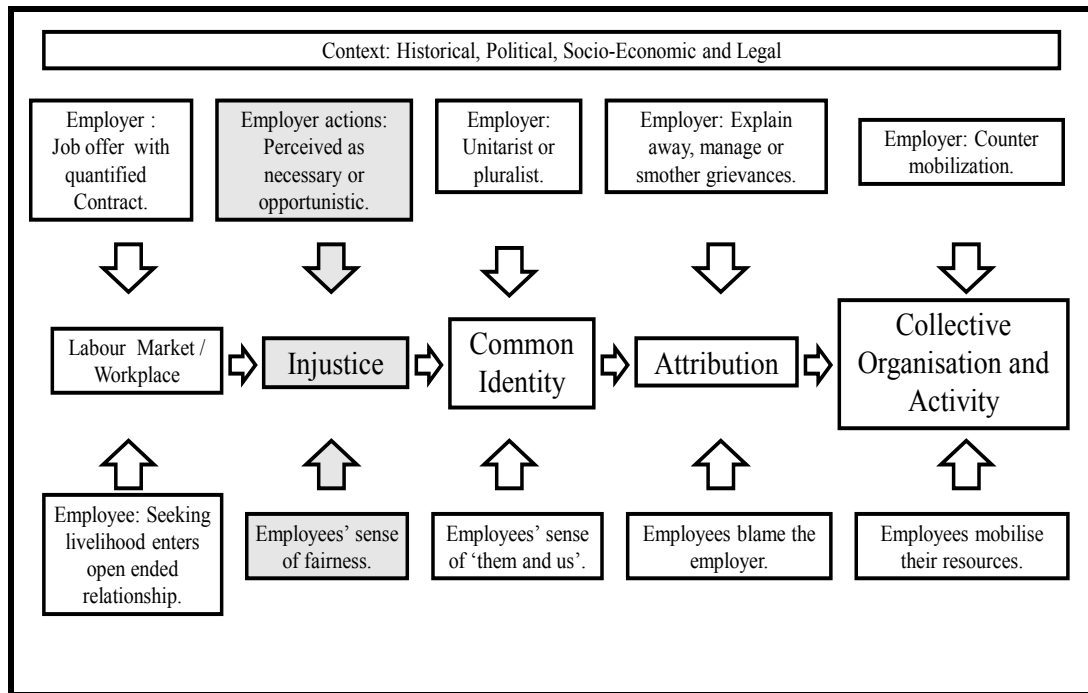 Context: Historical, Political, Socio-Economic and Legal
Employer :
Job offer with
quantified
Contract.
Employer actions:
Perceived as
necessary or
opportunistic.
Employer:
Unitarist or
pluralist.
Employer: Explain
away, manage or
smother grievances.
Employer: Counter
mobilization.
Labour Market /
Workplace
Injustice
Common
Identity
Attribution
Collective
Organisation and
Activity
Employee: Seeking
livelihood enters
open ended
relationship.
Employees’ sense
of fairness.
Employees’ sense
of ‘them and us’.
Employees blame the
employer.
Employees mobilise
their resources.